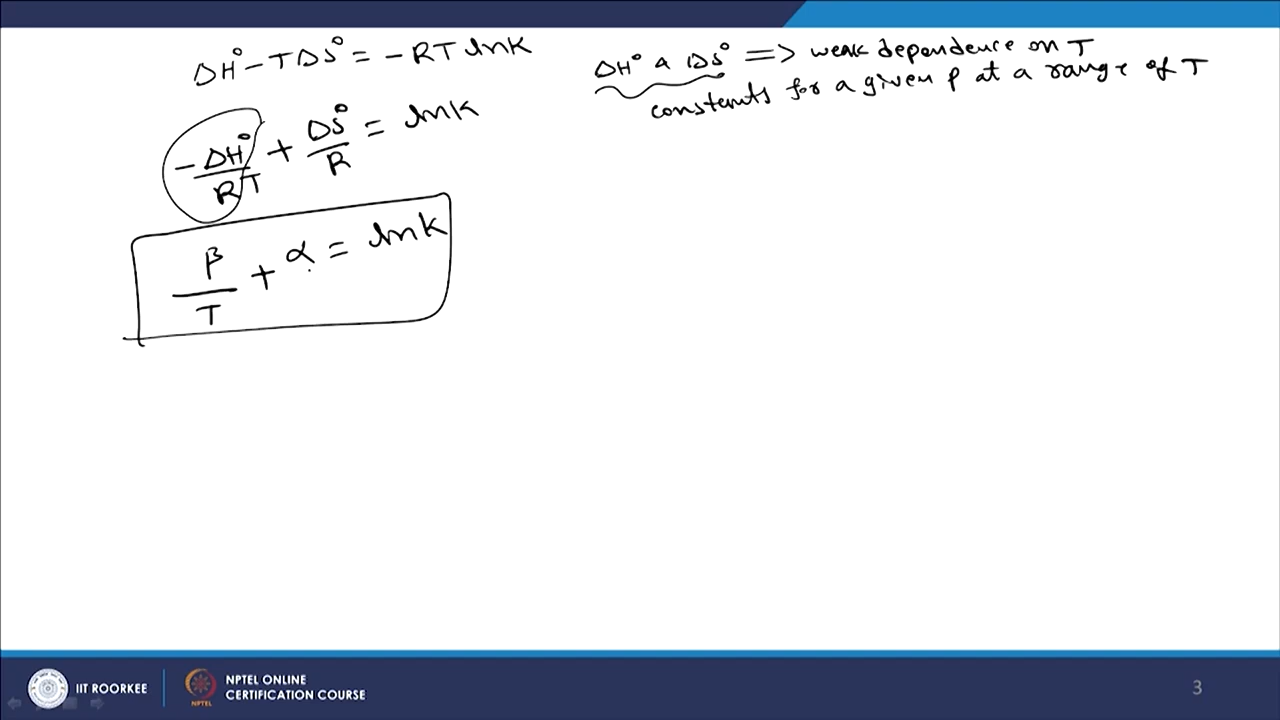 ΔH° - TΔS° = -RT lnK
ΔH° & ΔS° => weak dependence on T
constants for a given P at a range of T
-ΔH°/RT + ΔS°/R = lnK
β/T + α = lnK
IIT ROORKEE
NPTEL ONLINE
CERTIFICATION COURSE
NPTEL
3